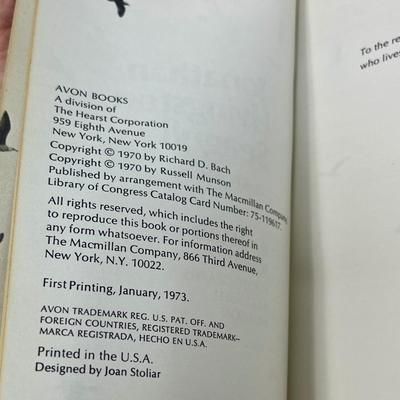 AVON BOOKS
A division of
The Hearst Corporation
959 Eighth Avenue
New York, New York 10019
Copyright © 1970 by Richard D. Bach
Copyright © 1970 by Russell Munson
Published by arrangement with The Macmillan Company
Library of Congress Catalog Card Number: 75-119617.
All rights reserved, which includes the right
to reproduce this book or portions thereof in
any form whatsoever. For information address
The Macmillan Company, 866 Third Avenue,
New York, N.Y. 10022.
First Printing, January, 1973.
AVON TRADEMARK REG. U.S. PAT. OFF. AND
FOREIGN COUNTRIES, REGISTERED TRADEMARK—
MARCA REGISTRADA, HECHO EN U.S.A.
Printed in the U.S.A.
Designed by Joan Stoliar
To the re
who lives